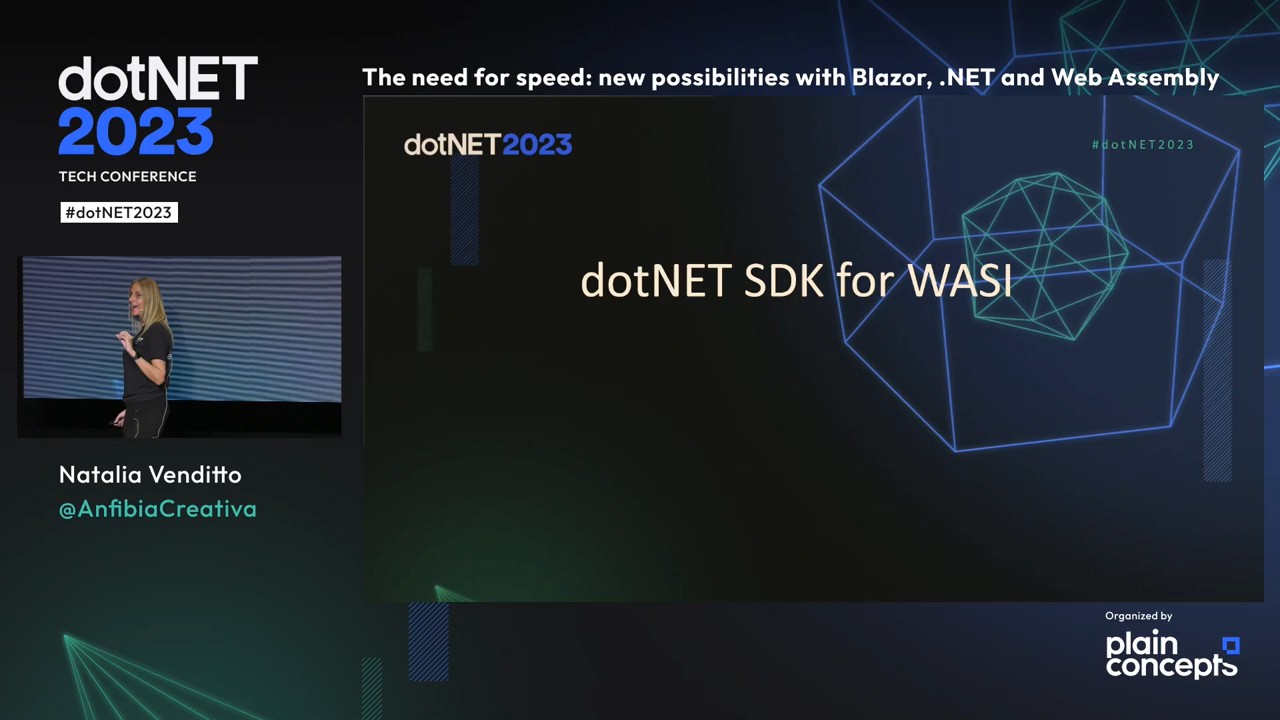 dotNET
2023
TECH CONFERENCE
#dotNET2023
The need for speed: new possibilities with Blazor, .NET and Web Assembly
dotNET2023
#dotNET2023
dotNET SDK for WASI
Natalia Venditto
@AnfibiaCreativa
Organized by
plain
concepts